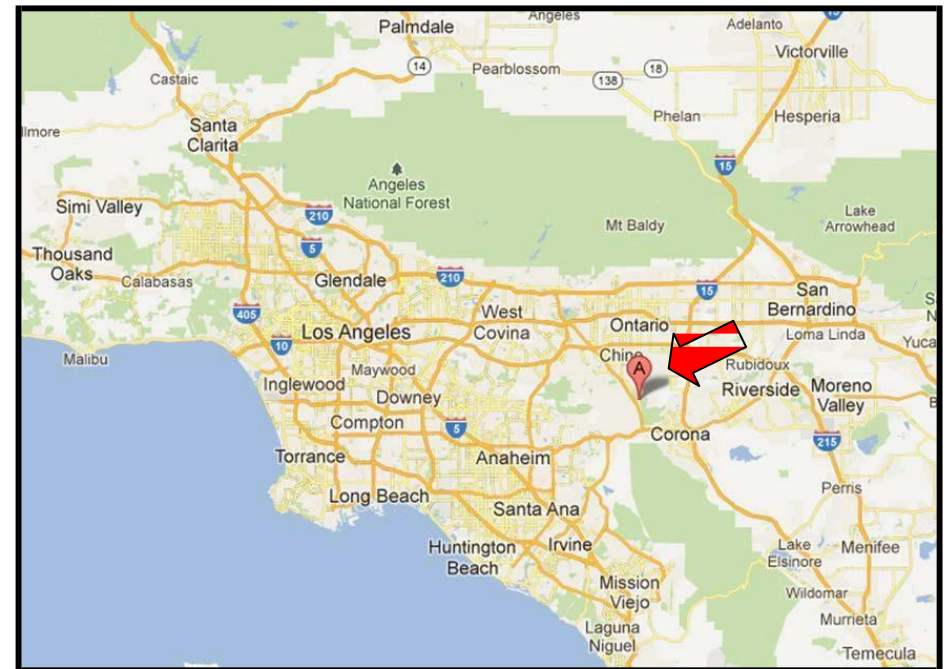 Angeles
Palmdale
Adelanto
15
Victorville
14
Pearblossom
18
138
Castaic
Phelan
Hesperia
Santa
Clarita
llmore
15
Angeles
National Forest
Simi Valley
210
Mt Baldy
Lake
Arrowhead
5
Thousand
Oaks
Calabasas
Glendale
210
15
San
Bernardino
405
West
Covina
Ontario
Loma Linda
Los Angeles
Yuca
10
Malibu
Chino
Maywood
A
Rubidoux
Inglewood
Riverside
Moreno
Valley
Downey
Compton
5
Corona
215
Torrance
Anaheim
Long Beach
Perris
Santa Ana
Huntington
Beach
Irvine
Lake
Elsinore
Menifee
Mission
Viejo
Wildomar
Laguna
Niguel
Murrieta
Temecula